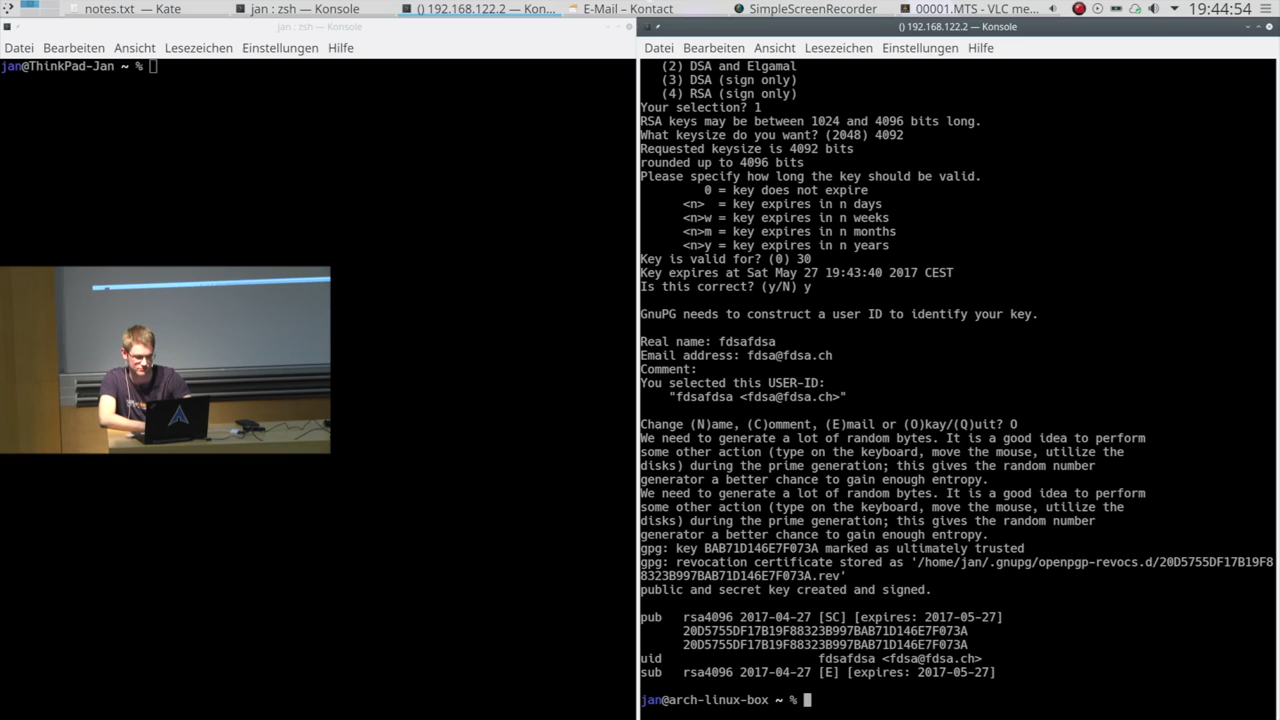 notes.txt — Kate
jan : zsh — Konsole
() 192.168.122.2 — Kon...
E-Mail – Kontact
SimpleScreenRecorder
00001.MTS - VLC me...
19:44:54
jan : zsh — Konsole
Datei Bearbeiten Ansicht Lesezeichen Einstellungen Hilfe
jan@ThinkPad-Jan ~ %
() 192.168.122.2 — Konsole
Datei Bearbeiten Ansicht Lesezeichen Einstellungen Hilfe
(2) DSA and Elgamal
(3) DSA (sign only)
(4) RSA (sign only)
Your selection? 1
RSA keys may be between 1024 and 4096 bits long.
What keysize do you want? (2048) 4092
Requested keysize is 4092 bits
rounded up to 4096 bits
Please specify how long the key should be valid.
0 = key does not expire
<n>  = key expires in n days
<n>w = key expires in n weeks
<n>m = key expires in n months
<n>y = key expires in n years
Key is valid for? (0) 30
Key expires at Sat May 27 19:43:40 2017 CEST
Is this correct? (y/N) y
GnuPG needs to construct a user ID to identify your key.
Real name: fdsafdsa
Email address: fdsa@fdsa.ch
Comment:
You selected this USER-ID:
"fdsafdsa <fdsa@fdsa.ch>"
Change (N)ame, (C)omment, (E)mail or (O)kay/(Q)uit? O
We need to generate a lot of random bytes. It is a good idea to perform
some other action (type on the keyboard, move the mouse, utilize the
disks) during the prime generation; this gives the random number
generator a better chance to gain enough entropy.
We need to generate a lot of random bytes. It is a good idea to perform
some other action (type on the keyboard, move the mouse, utilize the
disks) during the prime generation; this gives the random number
generator a better chance to gain enough entropy.
gpg: key BAB71D146E7F073A marked as ultimately trusted
gpg: revocation certificate stored as '/home/jan/.gnupg/openpgp-revocs.d/20D5755DF17B19F8
8323B997BAB71D146E7F073A.rev'
public and secret key created and signed.
pub   rsa4096 2017-04-27 [SC] [expires: 2017-05-27]
20D5755DF17B19F88323B997BAB71D146E7F073A
20D5755DF17B19F88323B997BAB71D146E7F073A
uid                      fdsafdsa <fdsa@fdsa.ch>
sub   rsa4096 2017-04-27 [E] [expires: 2017-05-27]
jan@arch-linux-box ~ %